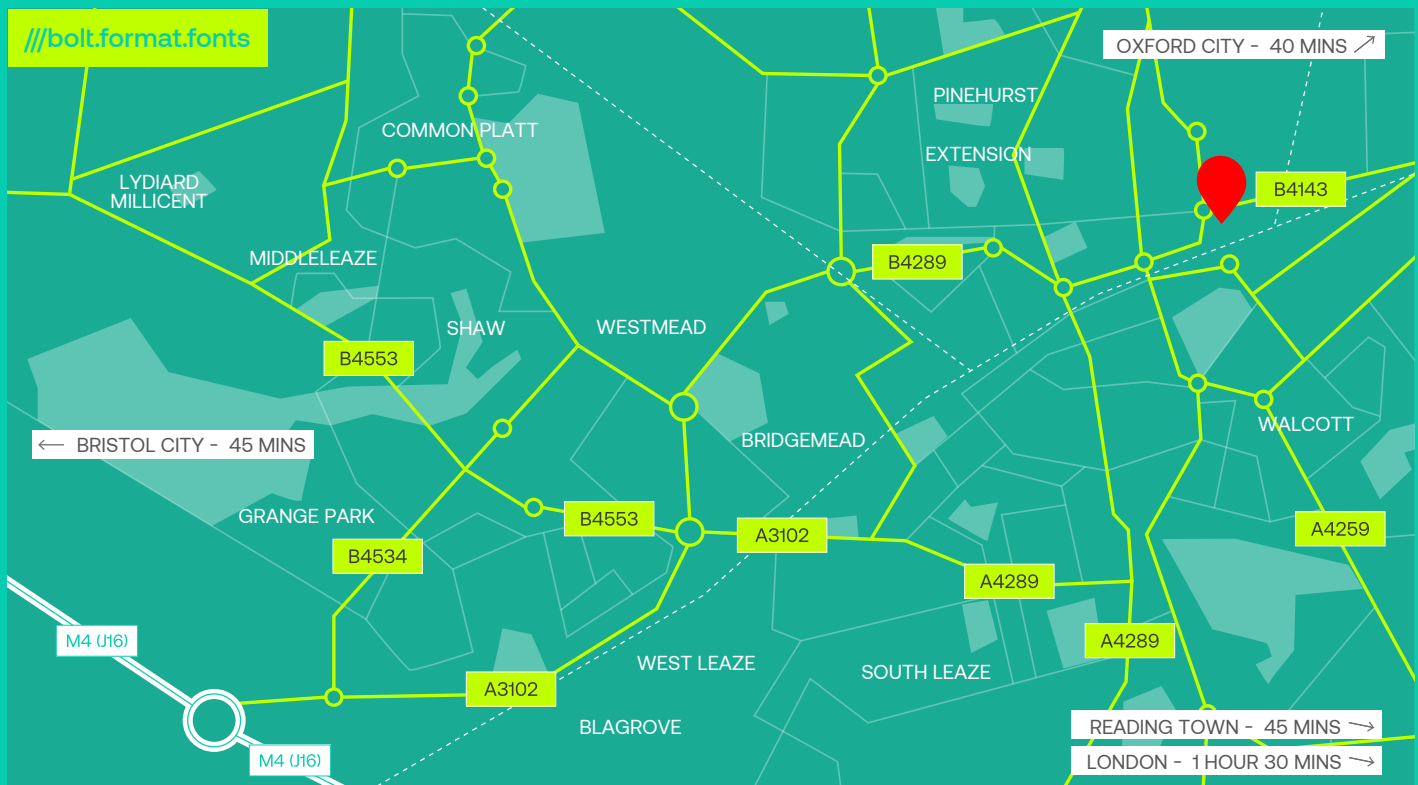 ///bolt.format.fonts
OXFORD CITY - 40 MINS
PINEHURST
COMMON PLATT
EXTENSION
LYDIARD
MILLICENT
B4143
MIDDLELEAZE
B4289
SHAW
WESTMEAD
B4553
WALCOTT
BRIDGEMEAD
BRISTOL CITY - 45 MINS
GRANGE PARK
B4553
A3102
A4259
B4534
A4289
M4 (J16)
A4289
WEST LEAZE
SOUTH LEAZE
A3102
BLAGROVE
READING TOWN - 45 MINS
M4 (J16)
LONDON - 1 HOUR 30 MINS